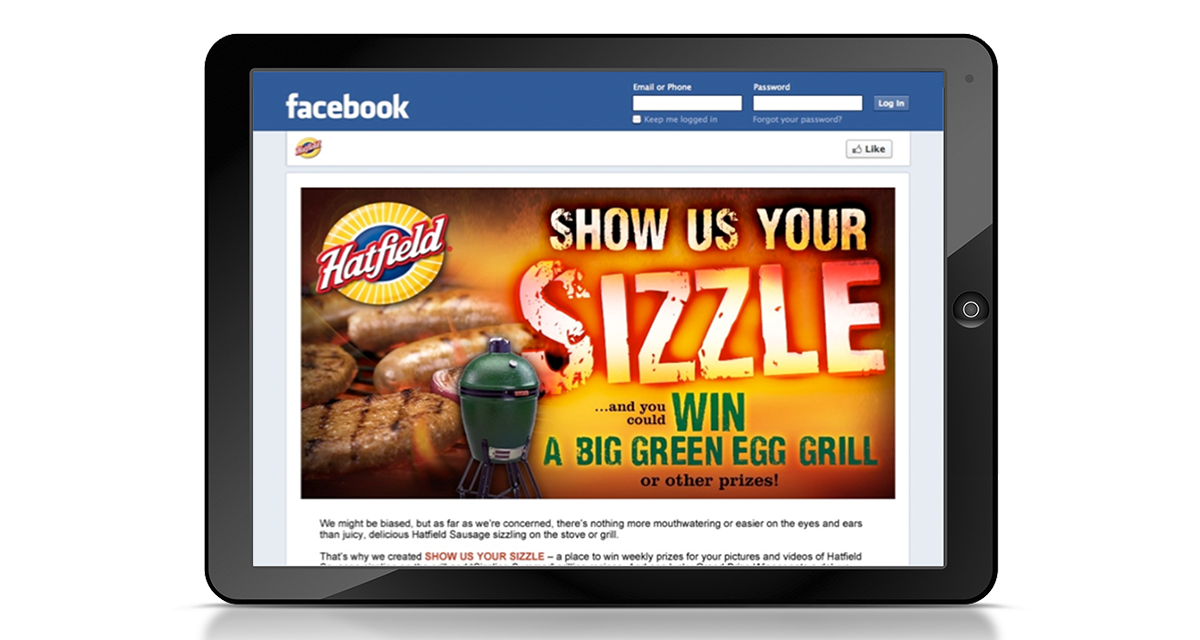 facebook
Email or Phone
Password
Log In
Keep me logged in
Forgot your password?
Hatfield
Like
Hatfield
SHOW US YOUR
SIZZLE
...and you
could
WIN
A BIG GREEN EGG GRILL
or other prizes!
We might be biased, but as far as we're concerned, there's nothing more mouthwatering or easier on the eyes and ears
than juicy, delicious Hatfield Sausage sizzling on the stove or grill.
That's why we created SHOW US YOUR SIZZLE – a place to win weekly prizes for your pictures and videos of Hatfield